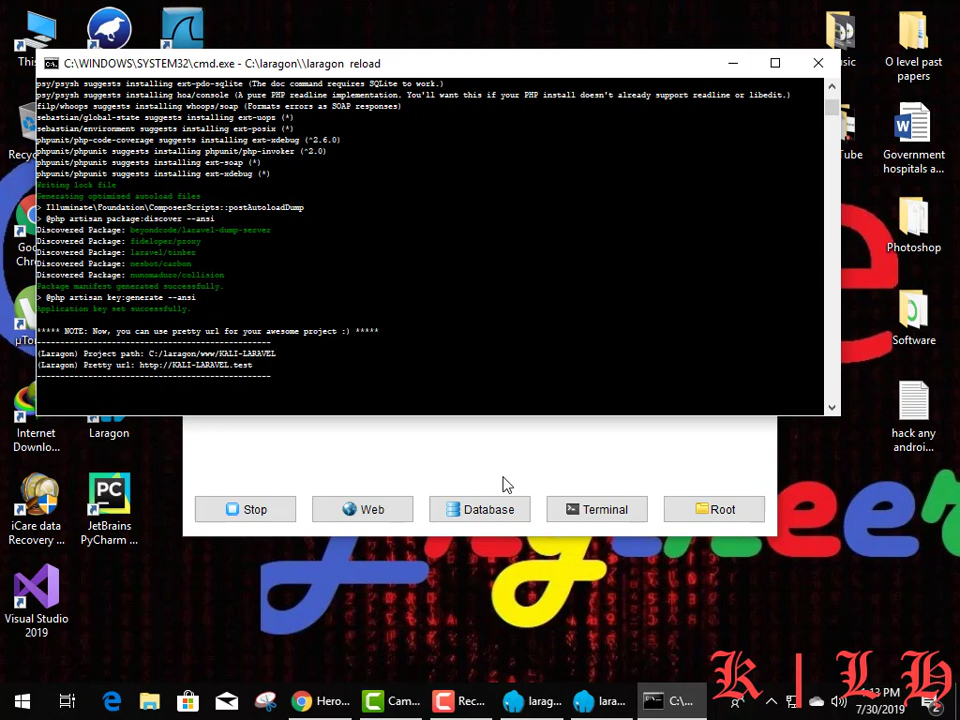 C:\WINDOWS\SYSTEM32\cmd.exe - C:\laragon\\laragon reload
psy/psysh suggests installing ext-pdo-sqlite (The doc command requires SQLite to work.)
psy/psysh suggests installing hoa/console (A pure PHP readline implementation. You'll want this if your PHP install doesn't already support readline or libedit.)
filp/whoops suggests installing whoops/soap (Formats errors as SOAP responses)
sebastian/global-state suggests installing ext-uopz (*)
sebastian/environment suggests installing ext-posix (*)
phpunit/php-code-coverage suggests installing ext-xdebug (^2.6.0)
phpunit/phpunit suggests installing phpunit/php-invoker (^2.0)
phpunit/phpunit suggests installing ext-soap (*)
phpunit/phpunit suggests installing ext-xdebug (*)
Writing lock file
Generating optimized autoload files
> Illuminate\Foundation\ComposerScripts::postAutoloadDump
> @php artisan package:discover --ansi
Discovered Package: beyondcode/laravel-dump-server
Discovered Package: fideloper/proxy
Discovered Package: laravel/tinker
Discovered Package: nesbot/carbon
Discovered Package: nunomaduro/collision
Package manifest generated successfully.
> @php artisan key:generate --ansi
Application key set successfully.
***** NOTE: Now, you can use pretty url for your awesome project :) *****
(Laragon) Project path: C:/laragon/www/KALI-LARAVEL
(Laragon) Pretty url: http://KALI-LARAVEL.test
Stop
Web
Database
Terminal
Root
O level past
papers
Government
hospitals a...
Photoshop
Software
hack any
androi...
Internet
Downlo...
Laragon
iCare data
Recovery ...
JetBrains
PyCharm ...
Visual Studio
2019
Hero...
Cam...
Rec...
larag...
lara...
C:\...
7/30/2019
K | L H